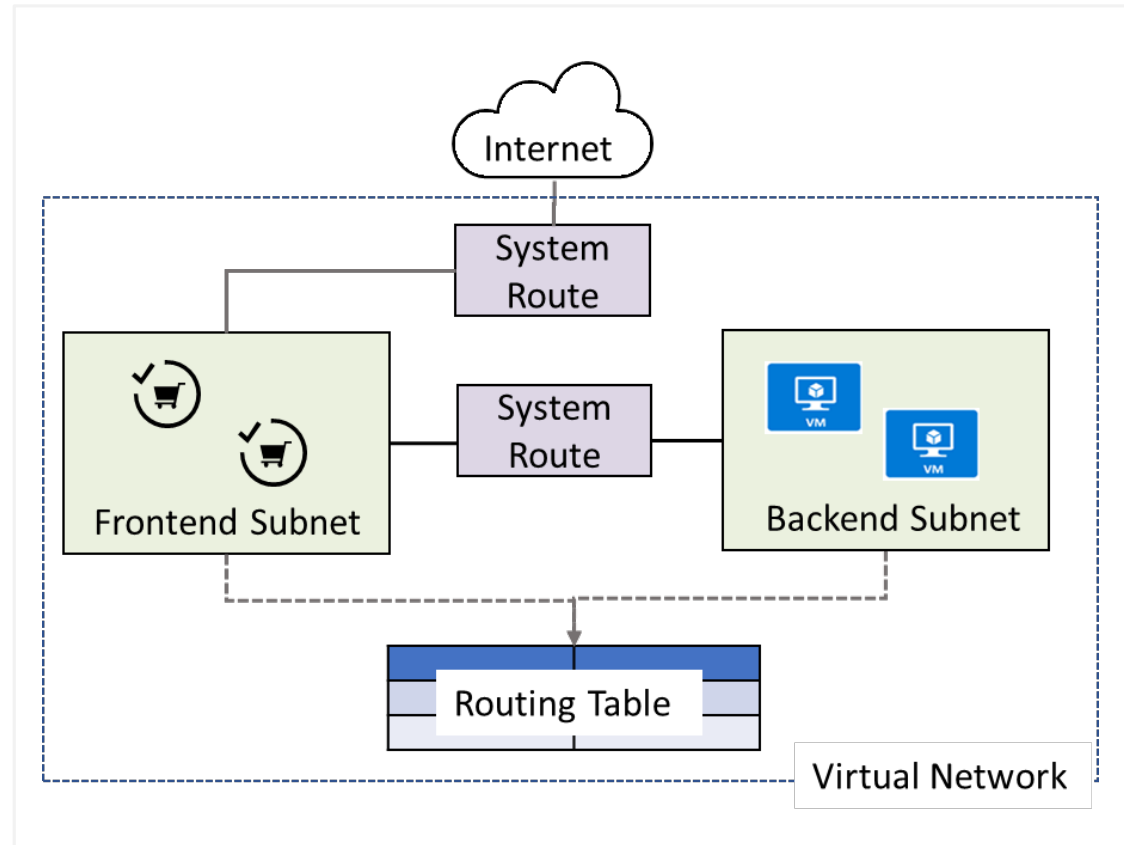 Internet
System
Route
System
Route
Frontend Subnet
VM
VM
Backend Subnet
Routing Table
Virtual Network